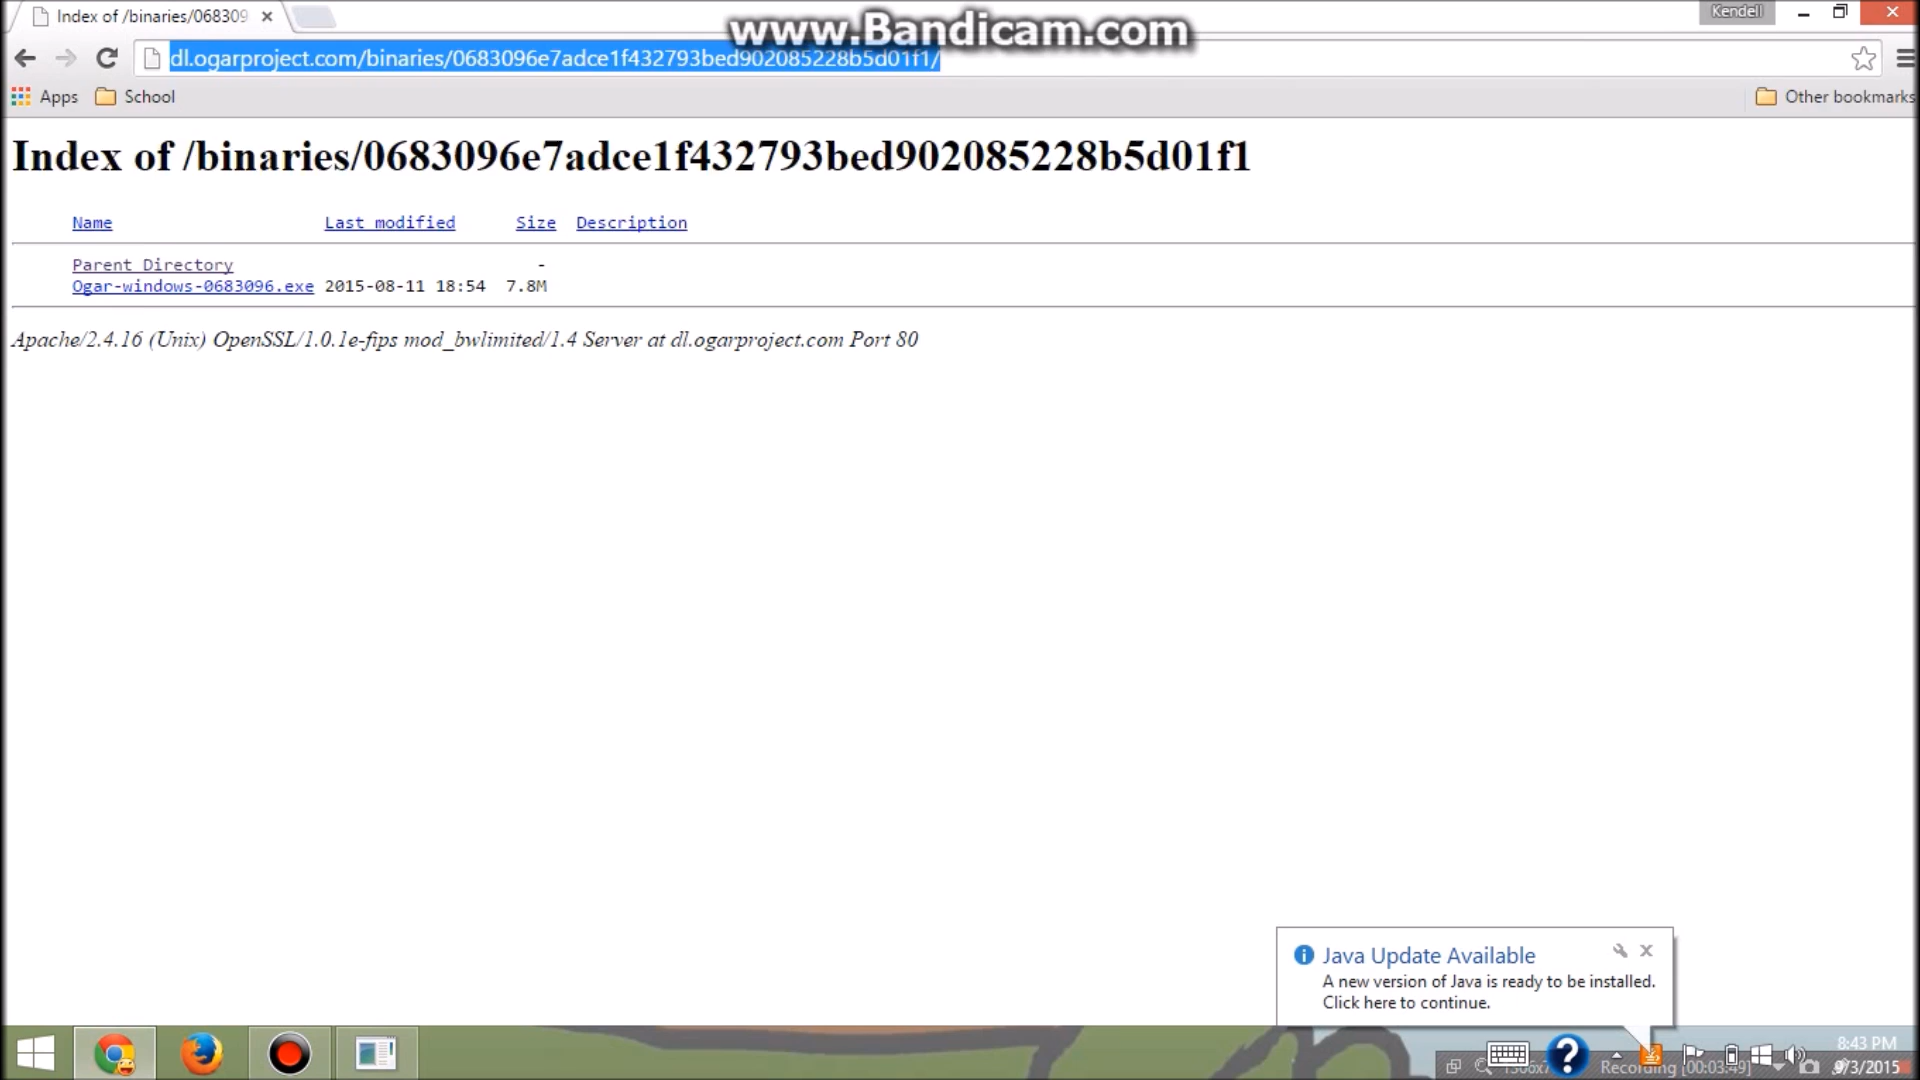 Index of /binaries/068309
www.Bandicam.com
Kendell
dl.ogarproject.com/binaries/0683096e7adce1f432793bed902085228b5d01f1/
Apps School Other bookmarks
Index of /binaries/0683096e7adce1f432793bed902085228b5d01f1
Name Last modified Size Description
Parent Directory -
Ogar-windows-0683096.exe 2015-08-11 18:54 7.8M
Apache/2.4.16 (Unix) OpenSSL/1.0.1e-fips mod_bwlimited/1.4 Server at dl.ogarproject.com Port 80
Java Update Available
A new version of Java is ready to be installed.
Click here to continue.
8:43 PM
Recording [00:03:49] 9/3/2015